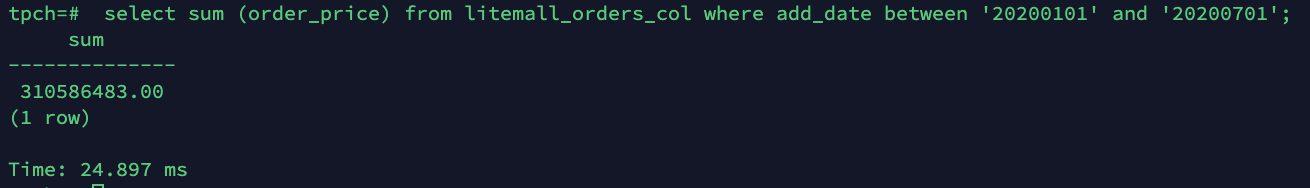 tpch=#  select sum (order_price) from litemall_orders_col where add_date between '20200101' and '20200701';
     sum
--------------
 310586483.00
(1 row)

Time: 24.897 ms